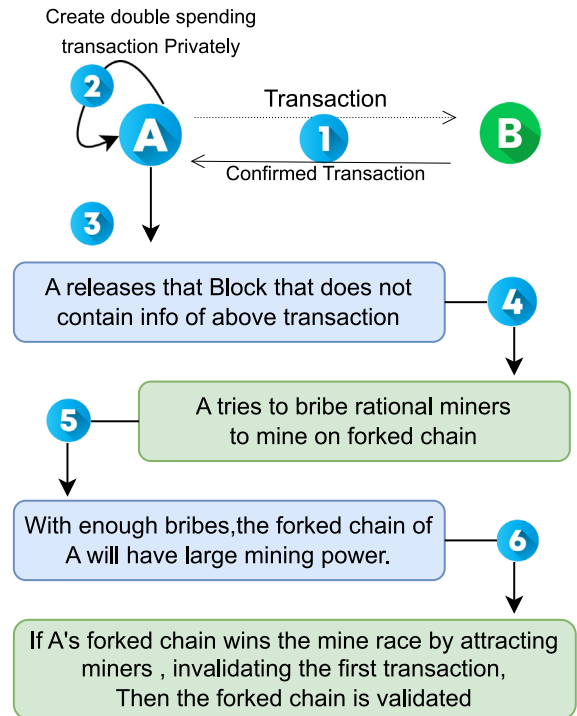 Create double spending
transaction Privately
2
A
Transaction
1
B
Confirmed Transaction
3
A releases that Block that does not
contain info of above transaction
4
A tries to bribe rational miners
to mine on forked chain
5
With enough bribes,the forked chain of
A will have large mining power.
6
If A's forked chain wins the mine race by attracting
miners , invalidating the first transaction,
Then the forked chain is validated